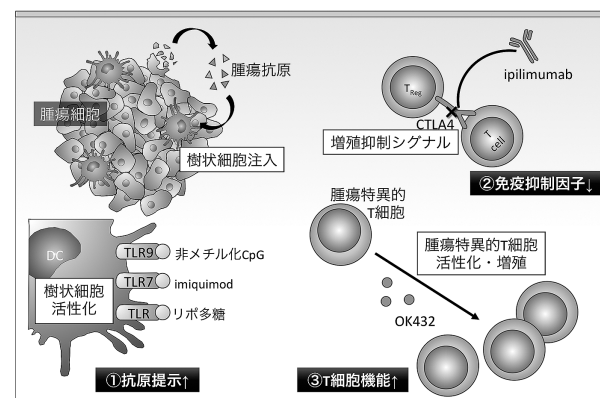 腫瘍抗原
腫瘍細胞
樹状細胞注入
TReg
ipilimumab
CTLA4
増殖抑制シグナル
T
cell
②免疫抑制因子↓
DC
樹状細胞
活性化
TLR9 非メチル化CpG
TLR7 imiquimod
TLR リポ多糖
①抗原提示↑
腫瘍特異的
T細胞
腫瘍特異的T細胞
活性化・増殖
OK432
③T細胞機能↑